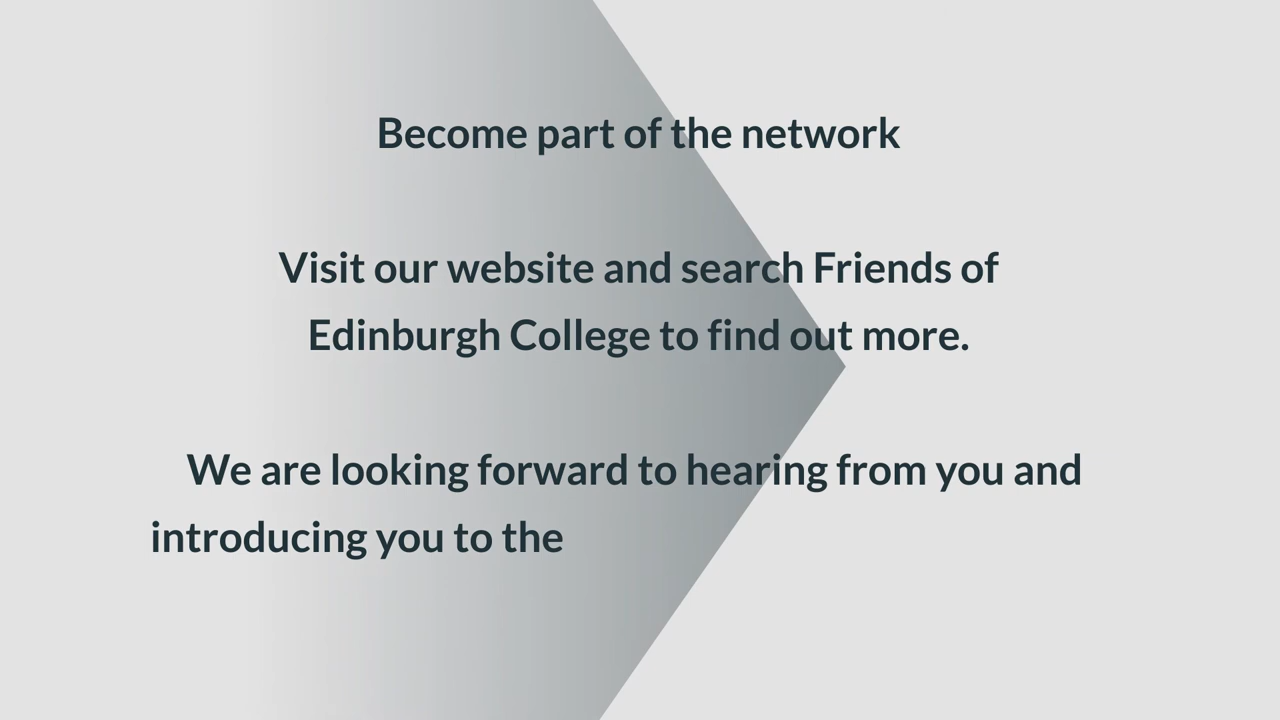 Become part of the network
Visit our website and search Friends of
Edinburgh College to find out more.
We are looking forward to hearing from you and
introducing you to the